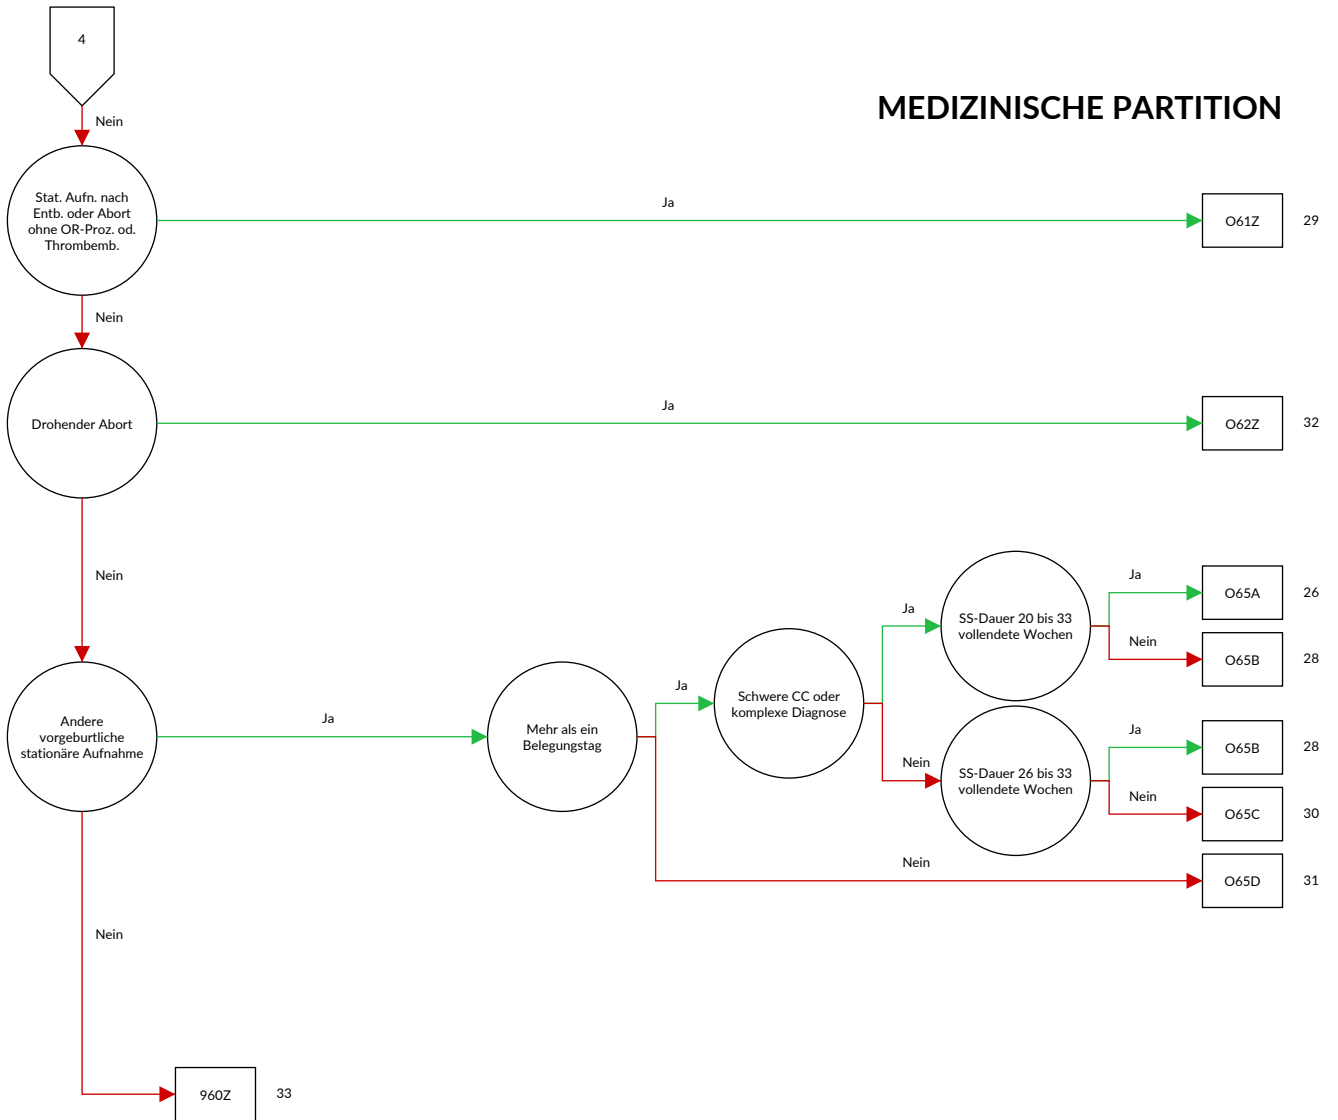 4
MEDIZINISCHE PARTITION
Nein
Stat. Aufn. nach
Entb. oder Abort
ohne OR-Proz. od.
Thrombemb.
Ja
O61Z
29
Nein
Drohender Abort
Ja
O62Z
32
Nein
Andere
vorgeburtliche
stationäre Aufnahme
Ja
Mehr als ein
Belegungstag
Ja
Schwere CC oder
komplexe Diagnose
Ja
SS-Dauer 20 bis 33
vollendete Wochen
Ja
O65A
26
Nein
O65B
28
Nein
SS-Dauer 26 bis 33
vollendete Wochen
Ja
O65B
28
Nein
O65C
30
Nein
O65D
31
Nein
960Z
33